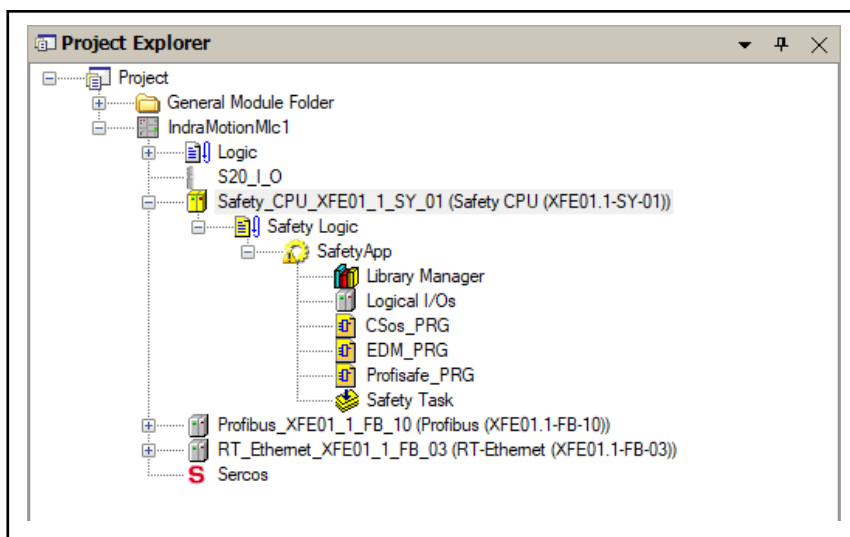 Project Explorer
Project
General Module Folder
IndraMotionMlc1
Logic
S20_I_O
Safety_CPU_XFE01_1_SY_01 (Safety CPU (XFE01.1-SY-01))
Safety Logic
SafetyApp
Library Manager
Logical I/Os
CSos_PRG
EDM_PRG
Profisafe_PRG
Safety Task
Profibus_XFE01_1_FB_10 (Profibus (XFE01.1-FB-10))
RT_Ethernet_XFE01_1_FB_03 (RT-Ethernet (XFE01.1-FB-03))
Sercos